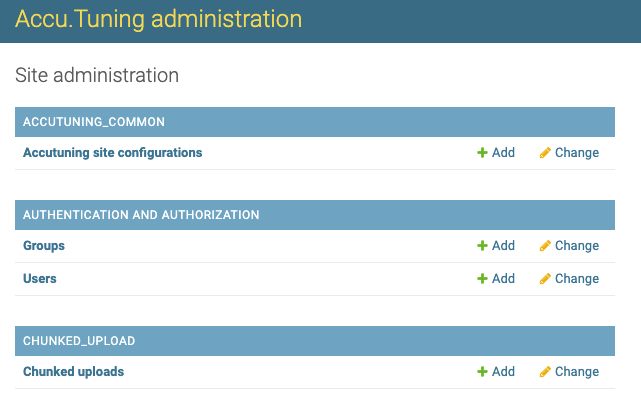 Accu.Tuning administration
Site administration
ACCUTUNING_COMMON
Accutuning site configurations Add Change
AUTHENTICATION AND AUTHORIZATION
Groups Add Change
Users Add Change
CHUNKED_UPLOAD
Chunked uploads Add Change